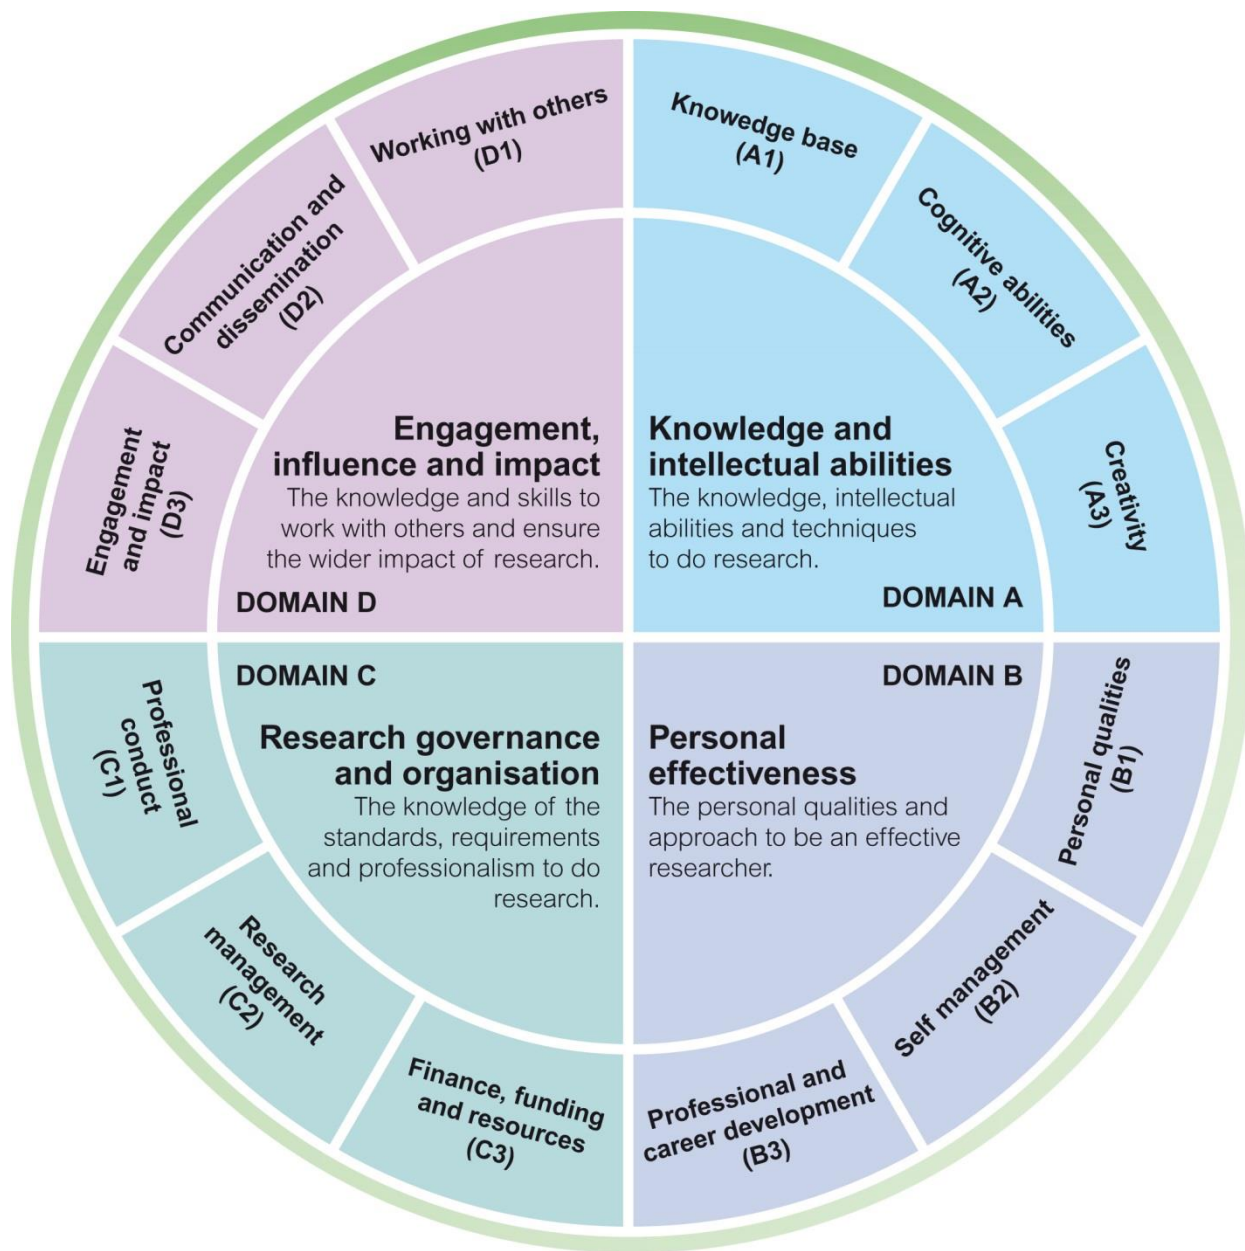 Working with others
(D1)
Knowedge base
(A1)
Communication and
dissemination
(D2)
Cognitive abilities
(A2)
Engagement
and impact
(D3)
Creativity
(A3)
Engagement,
influence and impact
The knowledge and skills to
work with others and ensure
the wider impact of research.
DOMAIN D
Knowledge and
intellectual abilities
The knowledge, intellectual
abilities and techniques
to do research.
DOMAIN A
DOMAIN C
Research governance
and organisation
The knowledge of the
standards, requirements
and professionalism to do
research.
DOMAIN B
Personal
effectiveness
The personal qualities and
approach to be an effective
researcher.
Professional
conduct
(C1)
Personal qualities
(B1)
Research
management
(C2)
Self management
(B2)
Finance, funding
and resources
(C3)
Professional and
career development
(B3)